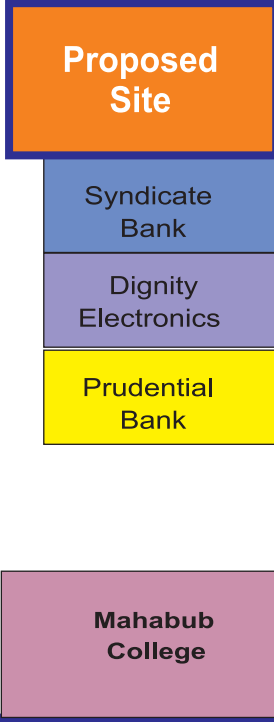 Proposed
Site
Syndicate
Bank
Dignity
Electronics
Prudential
Bank
Mahabub
College